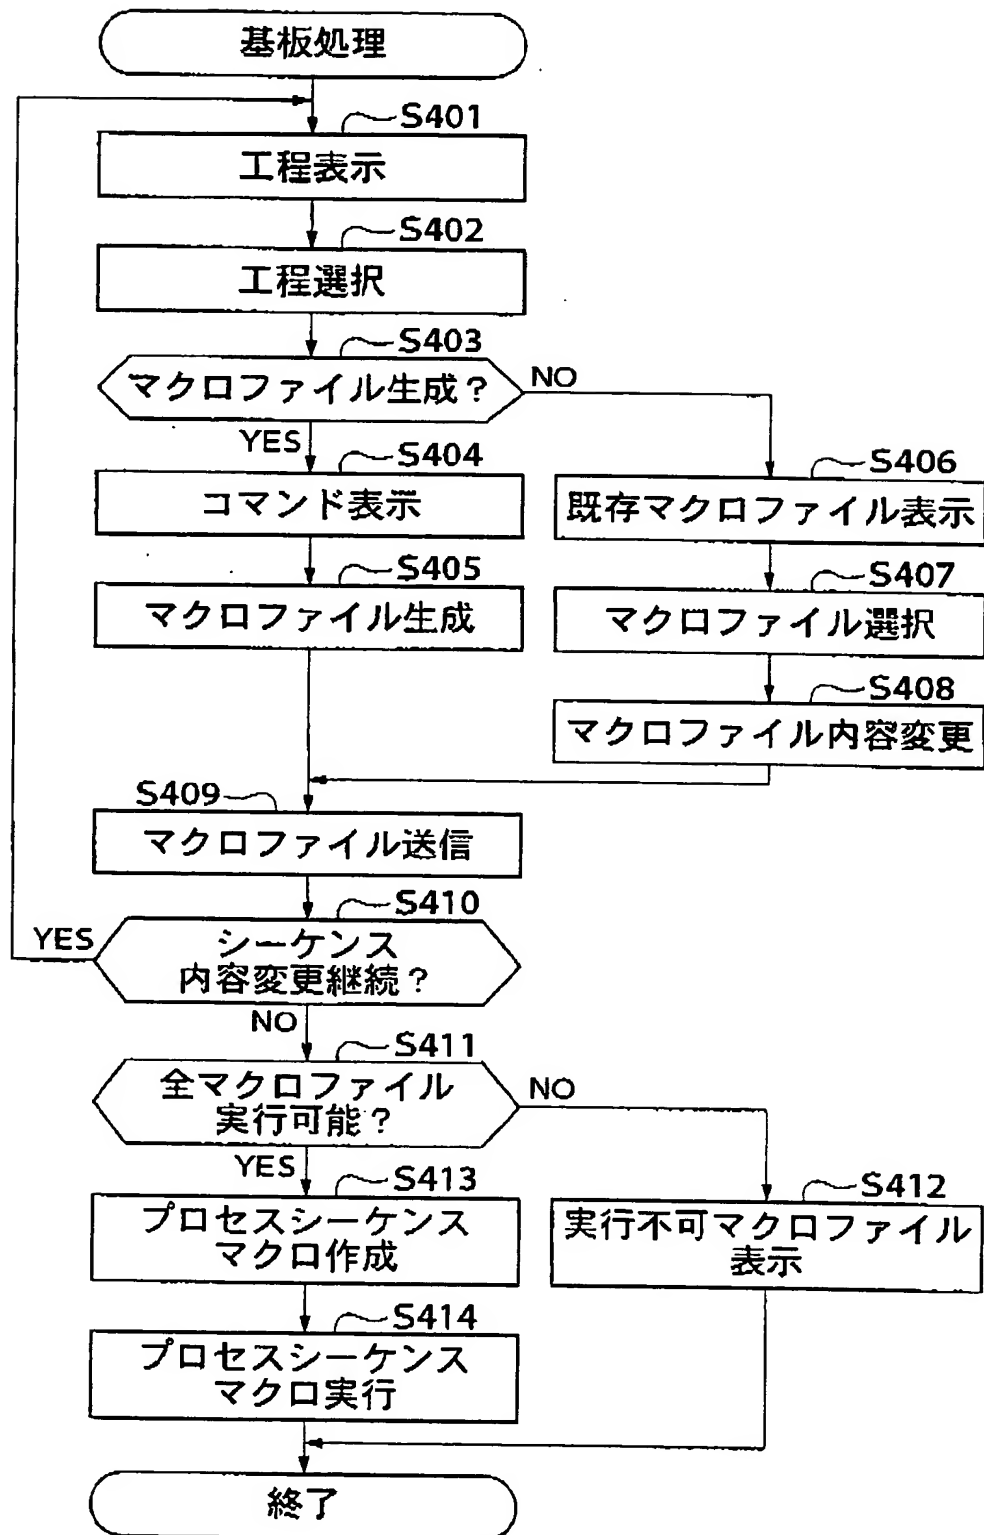 基板処理
S401
工程表示
S402
工程選択
S403
マクロファイル生成？
NO
YES
S404
コマンド表示
S405
マクロファイル生成
S406
既存マクロファイル表示
S407
マクロファイル選択
S408
マクロファイル内容変更
S409
マクロファイル送信
S410
YES
シーケンス
内容変更継続？
NO
S411
全マクロファイル
実行可能？
NO
YES
S413
プロセスシーケンス
マクロ作成
S412
実行不可マクロファイル
表示
S414
プロセスシーケンス
マクロ実行
終了